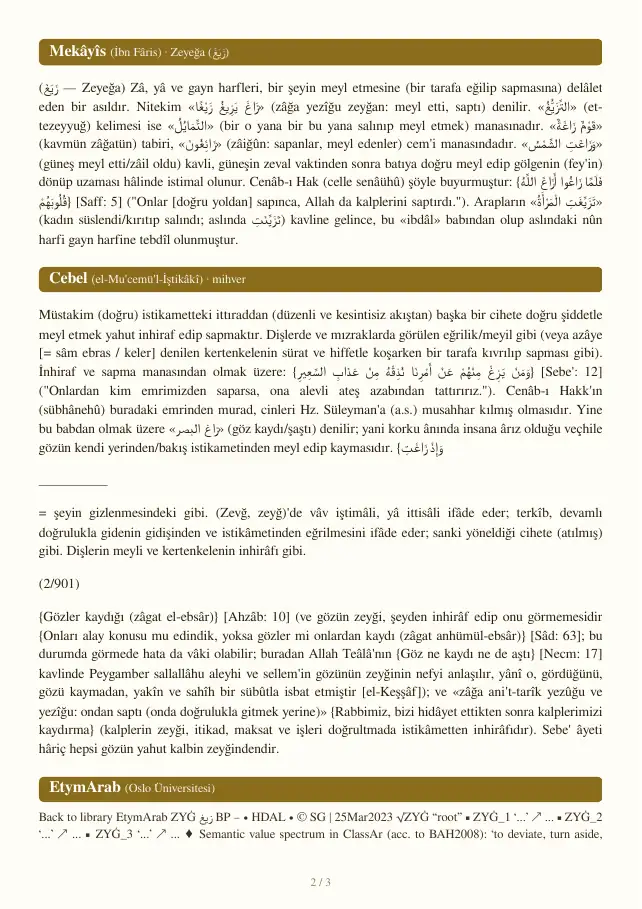 Mekâyîs (İbn Fâris) · Zeyeğa (زَيَغَ)
(زَيَغَ — Zeyeğa) Zâ, yâ ve gayn harfleri, bir şeyin meyl etmesine (bir tarafa eğilip sapmasına) delâlet
eden bir asıldır. Nitekim «زَاغَ يَزِيغُ زَيْغًا» (zâğa yezîğu zeyğan: meyl etti, saptı) denilir. «التَّزَيُّغُ» (et-
tezeyyuğ) kelimesi ise «التَّمَايُلُ» (bir o yana bir bu yana salınıp meyl etmek) manasınadır. «قَوْمٌ زَاغَةٌ»
(kavmün zâğatün) tabiri, «زَائِغُونَ» (zâiğûn: sapanlar, meyl edenler) cem'i manasındadır. «وَزَاغَتِ الشَّمْسُ»
(güneş meyl etti/zâil oldu) kavli, güneşin zeval vaktinden sonra batıya doğru meyl edip gölgenin (fey'in)
dönüp uzaması hâlinde istimal olunur. Cenâb-ı Hak (celle senâühû) şöyle buyurmuştur: {فَلَمَّا زَاغُوا أَزَاغَ اللَّهُ
قُلُوبَهُمْ} [Saff: 5] ("Onlar [doğru yoldan] sapınca, Allah da kalplerini saptırdı."). Arapların «تَزَيَّغَتِ الْمَرْأَةُ»
(kadın süslendi/kırıtıp salındı; aslında تَزَيَّنَتْ) kavline gelince, bu «ibdâl» babından olup aslındaki nûn
harfi gayn harfine tebdîl olunmuştur.
Cebel (el-Mu'cemü'l-İştikâkî) · mihver
Müstakim (doğru) istikametteki ittıraddan (düzenli ve kesintisiz akıştan) başka bir cihete doğru şiddetle
meyl etmek yahut inhiraf edip sapmaktır. Dişlerde ve mızraklarda görülen eğrilik/meyil gibi (veya azâye
[= sâm ebras / keler] denilen kertenkelenin sürat ve hiffetle koşarken bir tarafa kıvrılıp sapması gibi).
İnhiraf ve sapma manasından olmak üzere: {وَمَن يَزِغْ مِنْهُمْ عَنْ أَمْرِنَا نُذِقْهُ مِنْ عَذَابِ السَّعِيرِ} [Sebe': 12]
("Onlardan kim emrimizden saparsa, ona alevli ateş azabından tattırırız."). Cenâb-ı Hakk'ın
(sübhânehû) buradaki emrinden murad, cinleri Hz. Süleyman'a (a.s.) musahhar kılmış olmasıdır. Yine
bu babdan olmak üzere «زاغ البصر» (göz kaydı/şaştı) denilir; yani korku ânında insana ârız olduğu veçhile
gözün kendi yerinden/bakış istikametinden meyl edip kaymasıdır. {وَإِذْ زَاغَتِ
= şeyin gizlenmesindeki gibi. (Zevğ, zeyğ)'de vâv iştimâli, yâ ittisâli ifâde eder; terkîb, devamlı
doğrulukla gidenin gidişinden ve istikâmetinden eğrilmesini ifâde eder; sanki yöneldiği cihete (atılmış)
gibi. Dişlerin meyli ve kertenkelenin inhirâfı gibi.
(2/901)
{Gözler kaydığı (zâgat el-ebsâr)} [Ahzâb: 10] (ve gözün zeyği, şeyden inhirâf edip onu görmemesidir
{Onları alay konusu mu edindik, yoksa gözler mi onlardan kaydı (zâgat anhümül-ebsâr)} [Sâd: 63]; bu
durumda görmede hata da vâki olabilir; buradan Allah Teâlâ'nın {Göz ne kaydı ne de aştı} [Necm: 17]
kavlinde Peygamber sallallâhu aleyhi ve sellem'in gözünün zeyğinin nefyi anlaşılır, yânî o, gördüğünü,
gözü kaymadan, yakîn ve sahîh bir sübûtla isbat etmiştir [el-Keşşâf]); ve «zâğa ani't-tarîk yezûğu ve
yezîğu: ondan saptı (onda doğrulukla gitmek yerine)» {Rabbimiz, bizi hidâyet ettikten sonra kalplerimizi
kaydırma} (kalplerin zeyği, itikad, maksat ve işleri doğrultmada istikâmetten inhirâfıdır). Sebe' âyeti
hâriç hepsi gözün yahut kalbin zeyğindendir.
EtymArab (Oslo Üniversitesi)
Back to library EtymArab ZYĠ زيغ BP – • HDAL • © SG | 25Mar2023 √ZYĠ “root” ▪ ZYĠ_1 ‘...’ ↗ ... ▪ ZYĠ_2
‘...’ ↗ ... ▪ ZYĠ_3 ‘...’ ↗ ... ♦ Semantic value spectrum in ClassAr (acc. to BAH2008): ‘to deviate, turn aside,
2 / 3